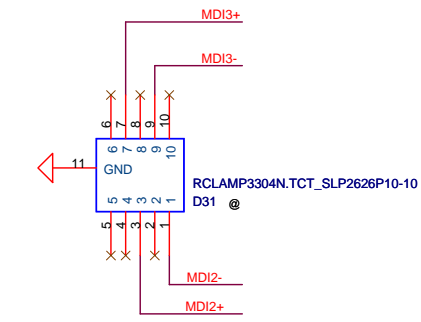 MDI3+
MDI3-
6 7 8 9 10
6 7 8 9 10
11
GND
RCLAMP3304N.TCT_SLP2626P10-10
D31 @
5 4 3 2 1
5 4 3 2 1
MDI2-
MDI2+